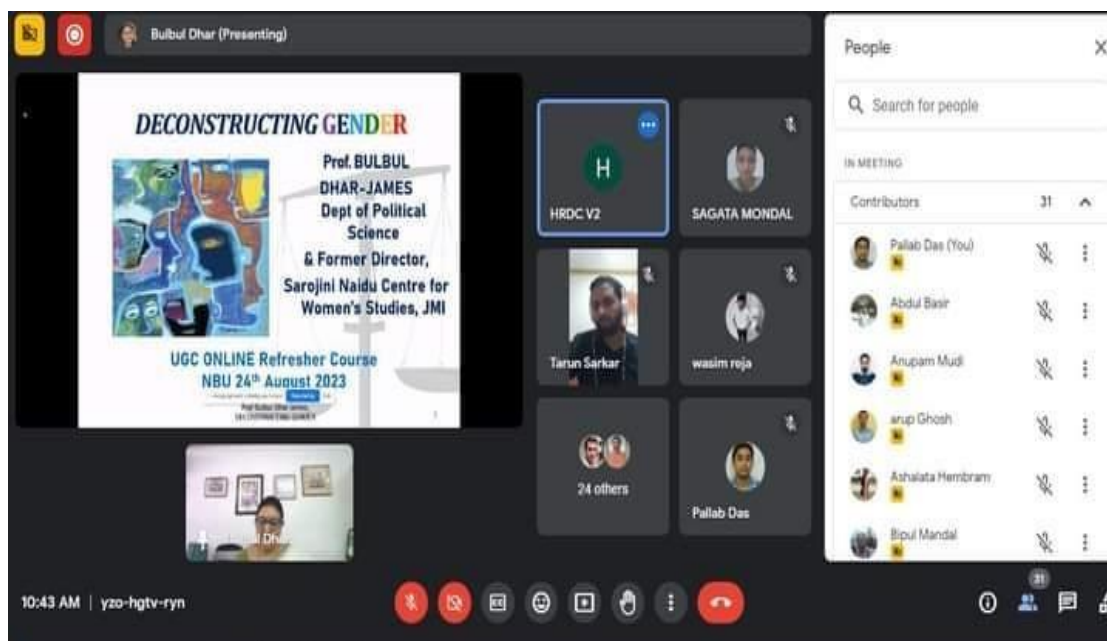 Bulbul Dhar (Presenting)
DECONSTRUCTING GENDER
Prof. BULBUL
DHAR-JAMES
Dept of Political
Science
& Former Director,
Sarojini Naidu Centre for
Women's Studies, JMI
UGC ONLINE Refresher Course
NBU 24th August 2023
H
HRDC V2
SAGATA MONDAL
Tarun Sarkar
wasim roja
24 others
Pallab Das
People
Search for people
IN MEETING
Contributors 31
Pallab Das (You)
Abdul Basir
Anupam Mudi
arup Ghosh
Ashalata Hembram
Bipul Mandal
10:43 AM | yzo-hgtv-ryn
31